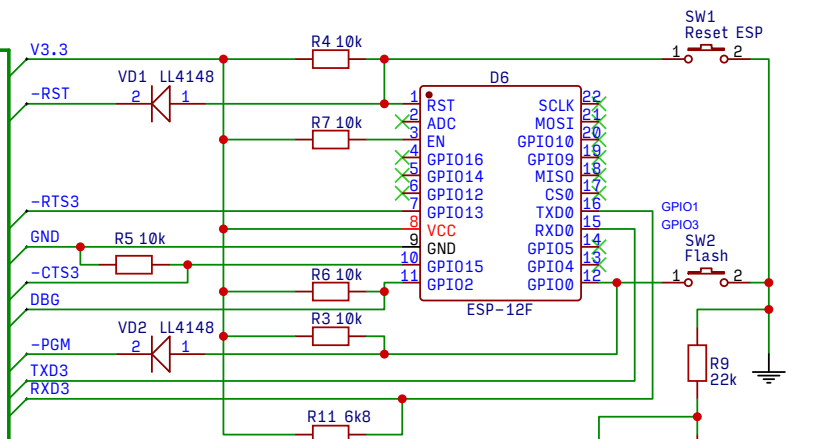 SW1
Reset ESP
R4 10k
V3.3
1
2
VD1 LL4148
D6
-RST
2
1
1
RST
SCLK
22
2
ADC
MOSI
21
R7 10k
3
EN
GPIO10
20
4
GPIO16
GPIO9
19
5
GPIO14
MISO
18
6
GPIO12
CS0
17
-RTS3
7
GPIO13
TXD0
16
GPIO1
8
VCC
RXD0
15
GPIO3
GND
R5 10k
9
GND
GPIO5
14
SW2
Flash
10
GPIO15
GPIO4
13
-CTS3
R6 10k
11
GPIO2
GPIO0
12
1
2
DBG
ESP-12F
R3 10k
VD2 LL4148
-PGM
2
1
R9
22k
TXD3
RXD3
R11 6k8